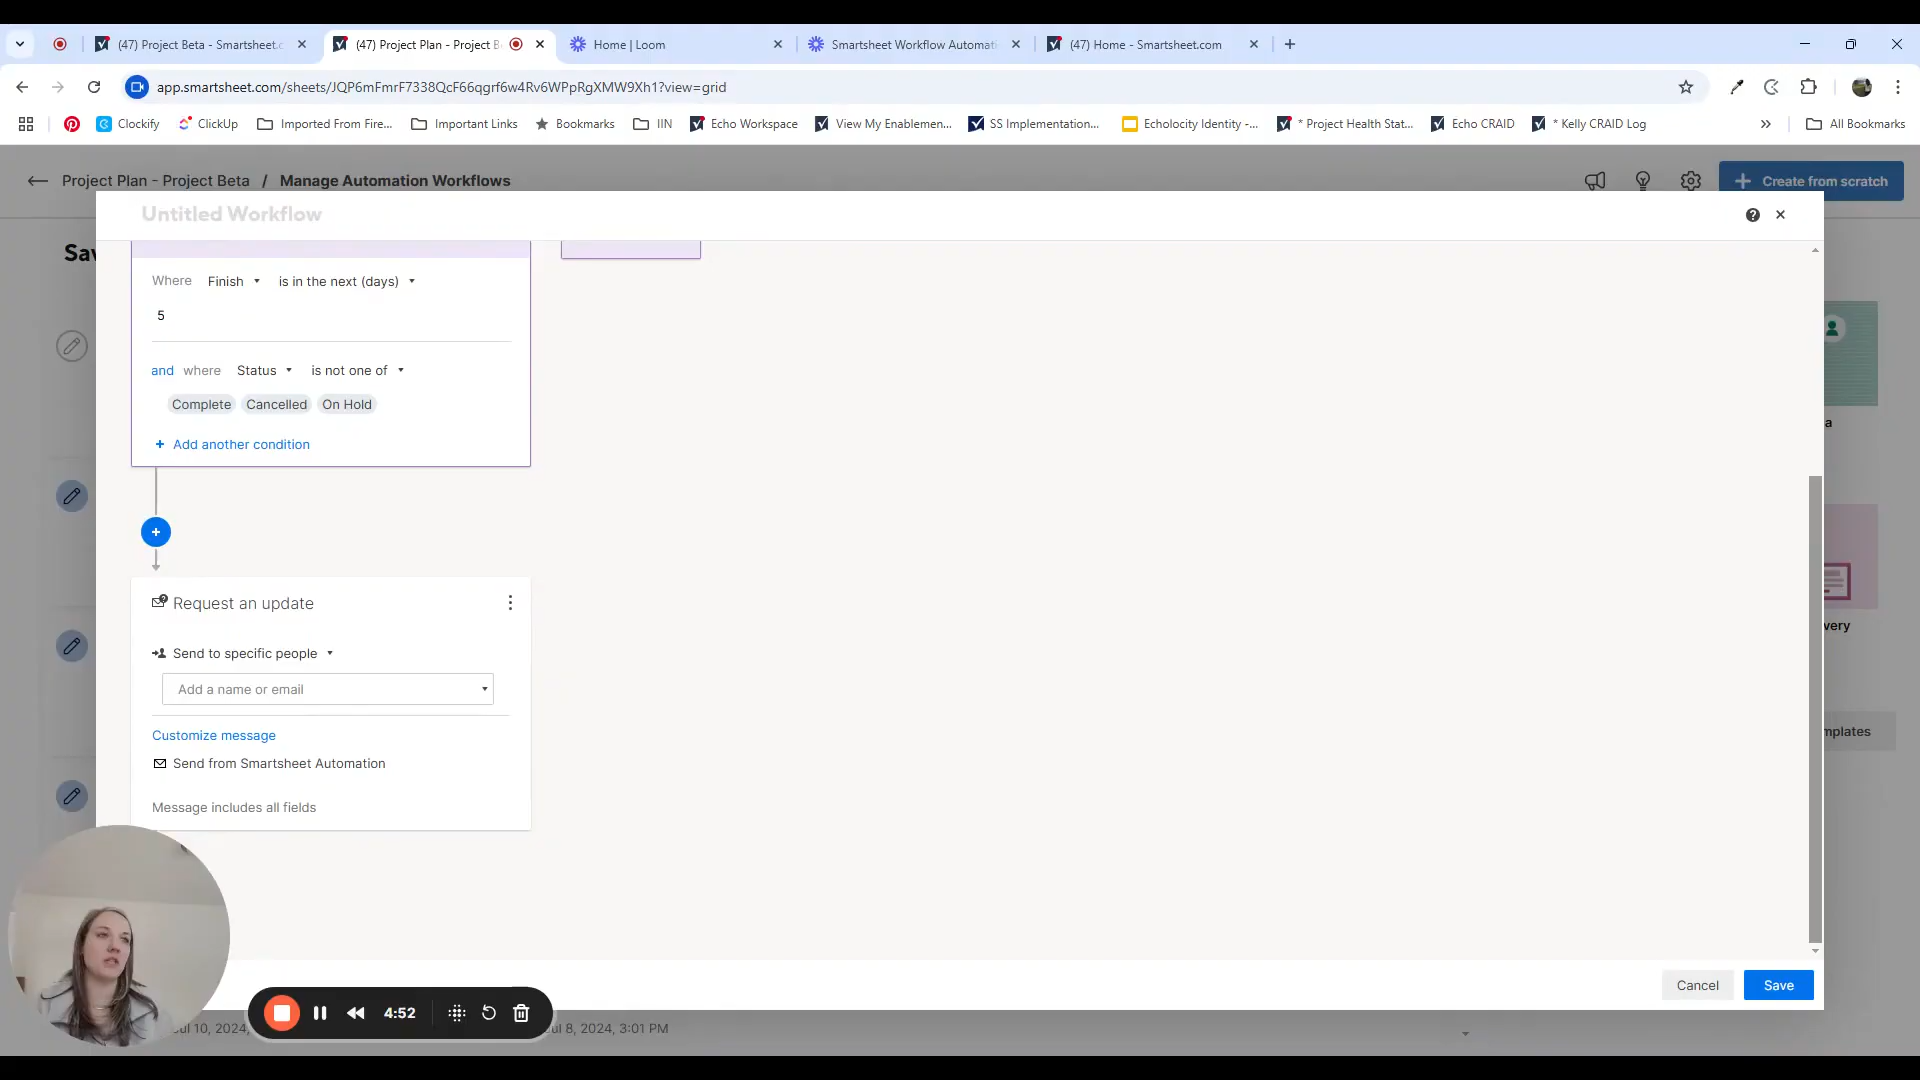 (47) Project Beta - Smartsheet.c
(47) Project Plan - Project B
Home | Loom
Smartsheet Workflow Automati
(47) Home - Smartsheet.com
app.smartsheet.com/sheets/JQP6mFmrF7338QcF66qgrf6w4Rv6WPpRgXMW9Xh1?view=grid
Clockify
ClickUp
Imported From Fire...
Important Links
Bookmarks
IIN
Echo Workspace
View My Enablemen...
SS Implementation...
Echolocity Identity -...
* Project Health Stat...
Echo CRAID
* Kelly CRAID Log
All Bookmarks
Project Plan - Project Beta / Manage Automation Workflows
Create from scratch
Untitled Workflow
Sav
Where Finish is in the next (days)
5
and where Status is not one of
Complete Cancelled On Hold
+ Add another condition
a
Request an update
very
Send to specific people
Add a name or email
Customize message
mplates
Send from Smartsheet Automation
Message includes all fields
Cancel
Save
4:52
Jul 10, 2024,
ul 8, 2024, 3:01 PM